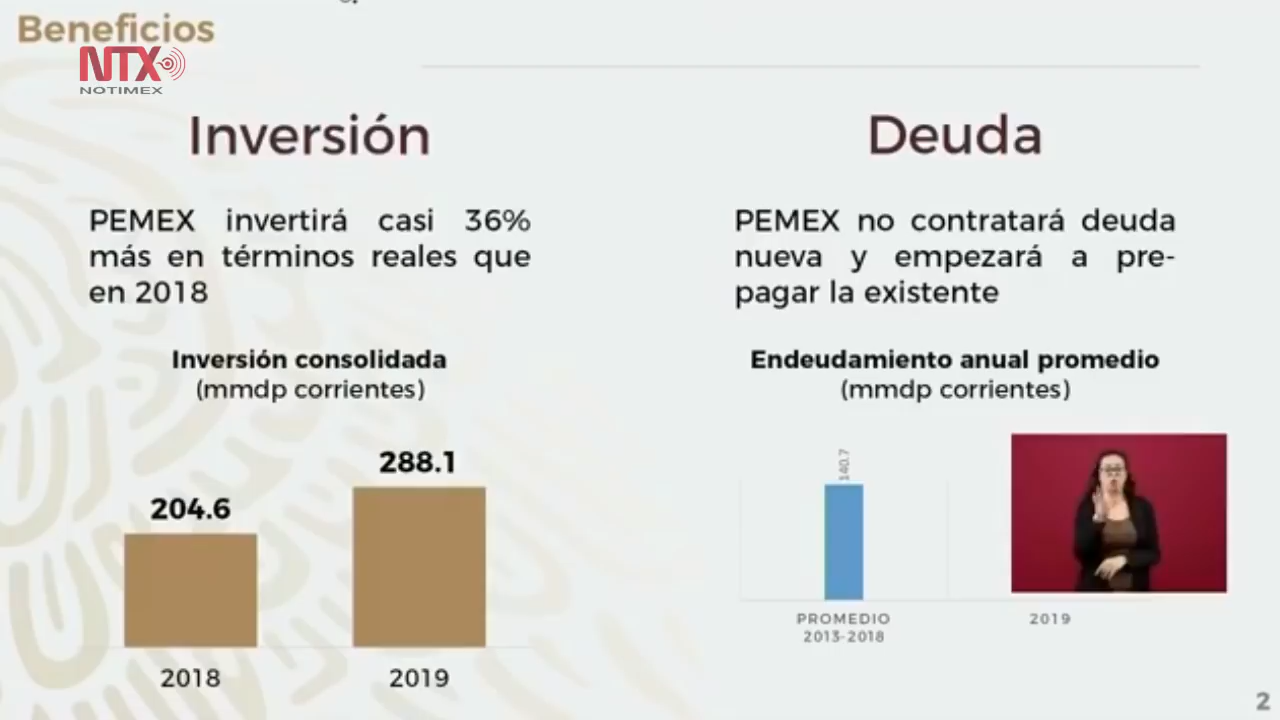 Beneficios
NTX
NOTIMEX
Inversión
PEMEX invertirá casi 36%
más en términos reales que
en 2018
Inversión consolidada
(mmdp corrientes)
204.6
288.1
2018
2019
Deuda
PEMEX no contratará deuda
nueva y empezará a pre-
pagar la existente
Endeudamiento anual promedio
(mmdp corrientes)
140.7
PROMEDIO
2013-2018
2019
2